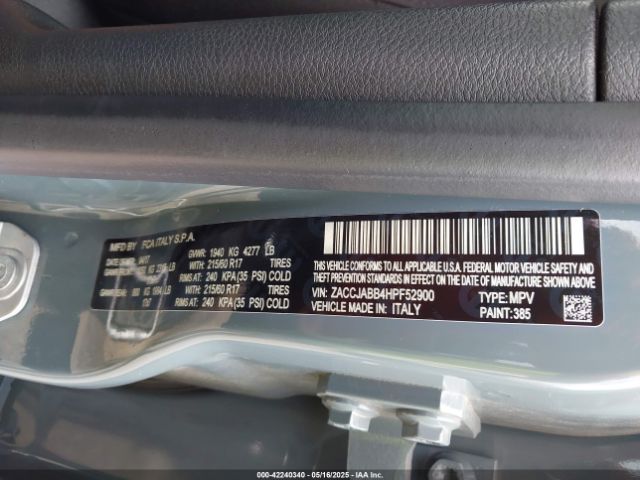 MFD BY FCA ITALY S.P.A.
GVWR: 1940 KG 4277 LB
WITH: 215/60 R17 TIRES
RIMS AT: 240 KPA (35 PSI) COLD
WITH: 215/60 R17 TIRES
RIMS AT: 240 KPA (35 PSI) COLD
THIS VEHICLE CONFORMS TO ALL APPLICABLE U.S.A. FEDERAL MOTOR VEHICLE SAFETY
BUMPER, AND THEFT PREVENTION STANDARDS IN EFFECT ON THE DATE OF MANUFACTURE SHOWN ABOVE
VIN: ZACCJABB4HPF52900 TYPE: MPV
VEHICLE MADE IN: ITALY PAINT:385
000-42240340 - 05/16/2025 - IAAI.COM